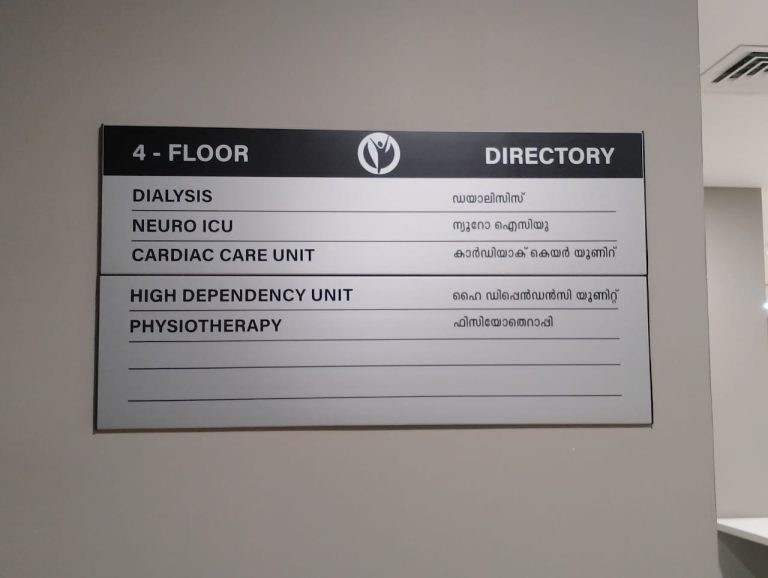 4 - FLOOR DIRECTORY
DIALYSIS ഡയാലിസിസ്
NEURO ICU ന്യൂറോ ഐസിയു
CARDIAC CARE UNIT കാർഡിയാക് കെയർ യൂണിറ്
HIGH DEPENDENCY UNIT ഹൈ ഡിപ്പെൻഡൻസി യൂണിറ്റ്
PHYSIOTHERAPY ഫിസിയോതെറാപ്പി